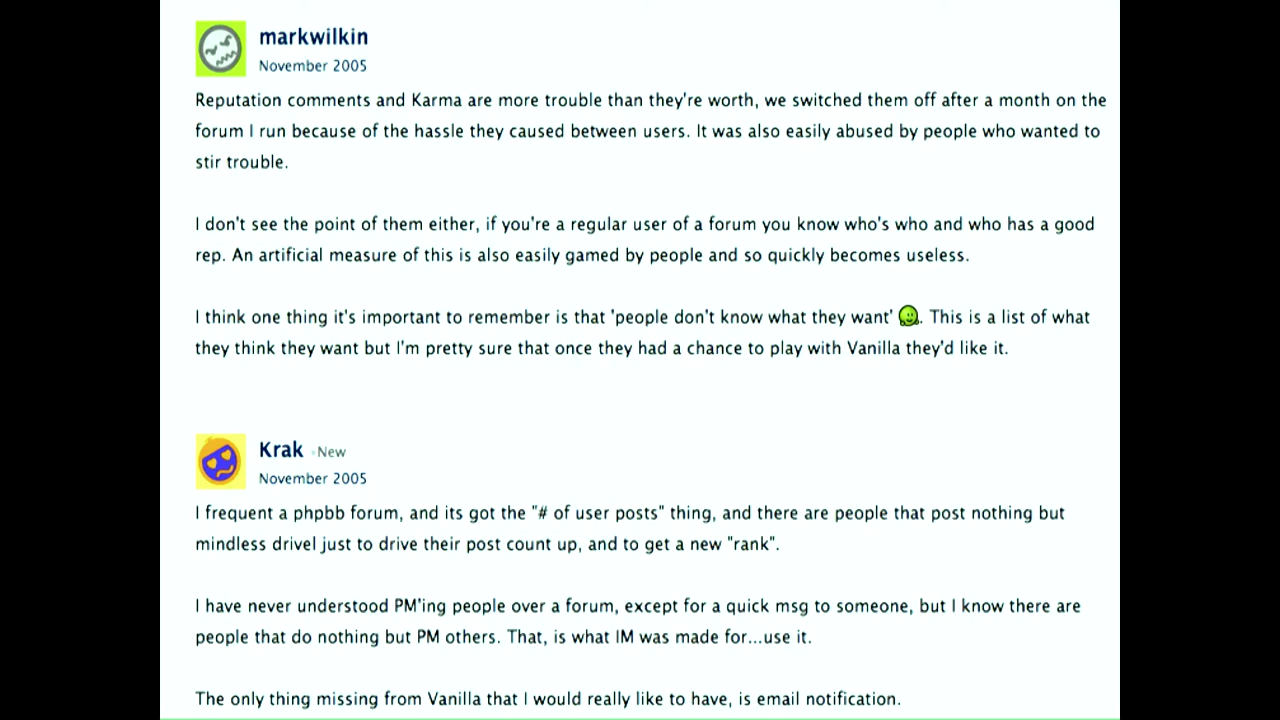 markwilkin
November 2005
Reputation comments and Karma are more trouble than they're worth, we switched them off after a month on the
forum I run because of the hassle they caused between users. It was also easily abused by people who wanted to
stir trouble.
I don't see the point of them either, if you're a regular user of a forum you know who's who and who has a good
rep. An artificial measure of this is also easily gamed by people and so quickly becomes useless.
I think one thing it's important to remember is that 'people don't know what they want' . This is a list of what
they think they want but I'm pretty sure that once they had a chance to play with Vanilla they'd like it.
Krak New
November 2005
I frequent a phpbb forum, and its got the "# of user posts" thing, and there are people that post nothing but
mindless drivel just to drive their post count up, and to get a new "rank".
I have never understood PM'ing people over a forum, except for a quick msg to someone, but I know there are
people that do nothing but PM others. That, is what IM was made for...use it.
The only thing missing from Vanilla that I would really like to have, is email notification.